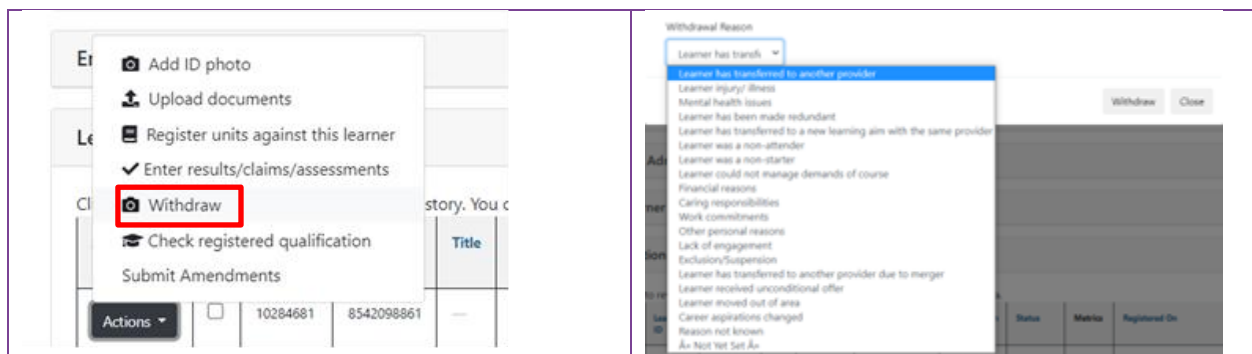 Add ID photo
Upload documents
Register units against this learner
Enter results/claims/assessments
Withdraw
Check registered qualification
Submit Amendments
story. You
Title
Actions
10284681
8542098861
Withdrawal Reason
Learner has transfe
Learner has transferred to another provider
Learner injury/ illness
Mental health issues
Learner has been made redundant
Learner has transferred to a new learning aim with the same provider
Learner was a non-attender
Learner was a non-starter
Learner could not manage demands of course
Financial reasons
Caring responsibilities
Work commitments
Other personal reasons
Lack of engagement
Exclusion/Suspension
Learner has transferred to another provider due to merger
Learner received unconditional offer
Learner moved out of area
Career aspirations changed
Reason not known
Â» Not Yet Set Â«
Withdraw Close
Status Metrics Registered On